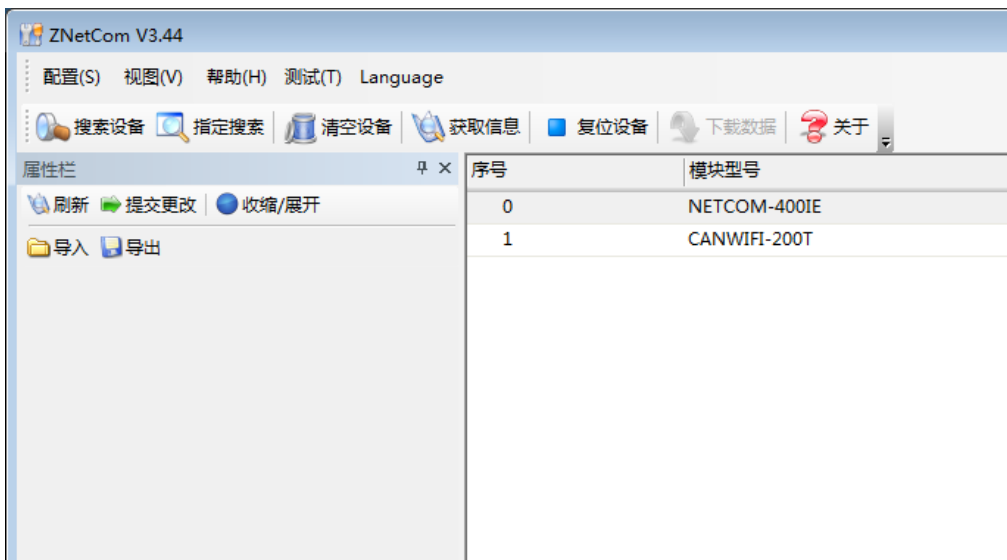 ZNetCom V3.44
配置(S) 视图(V) 帮助(H) 测试(T) Language
搜索设备 指定搜索 清空设备 获取信息 复位设备 下载数据 关于
属性栏 序号 模块型号
刷新 提交更改 收缩/展开 0 NETCOM-400IE
导入 导出 1 CANWIFI-200T